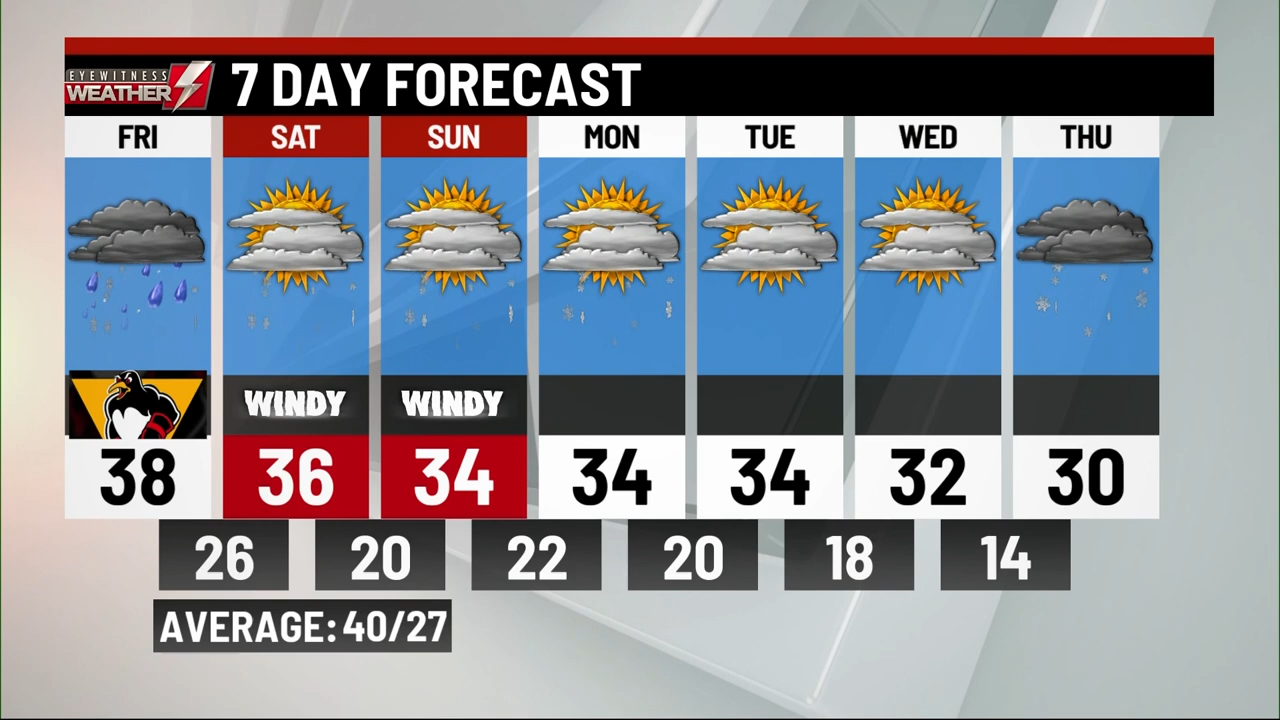 EYEWITNESS
WEATHER
7 DAY FORECAST
FRI SAT SUN MON TUE WED THU
WINDY WINDY
38 36 34 34 34 32 30
26 20 22 20 18 14
AVERAGE: 40/27